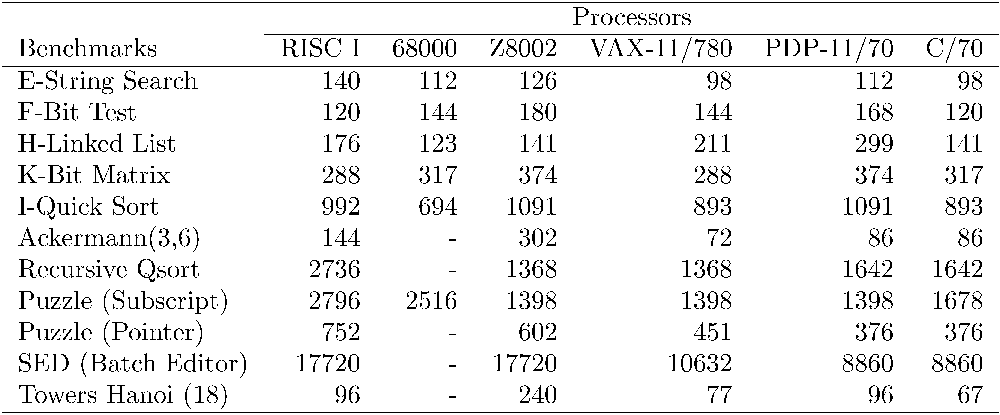 Processors
Benchmarks RISC I 68000 Z8002 VAX-11/780 PDP-11/70 C/70
E-String Search 140 112 126 98 112 98
F-Bit Test 120 144 180 144 168 120
H-Linked List 176 123 141 211 299 141
K-Bit Matrix 288 317 374 288 374 317
I-Quick Sort 992 694 1091 893 1091 893
Ackermann(3,6) 144 - 302 72 86 86
Recursive Qsort 2736 - 1368 1368 1642 1642
Puzzle (Subscript) 2796 2516 1398 1398 1398 1678
Puzzle (Pointer) 752 - 602 451 376 376
SED (Batch Editor) 17720 - 17720 10632 8860 8860
Towers Hanoi (18) 96 - 240 77 96 67